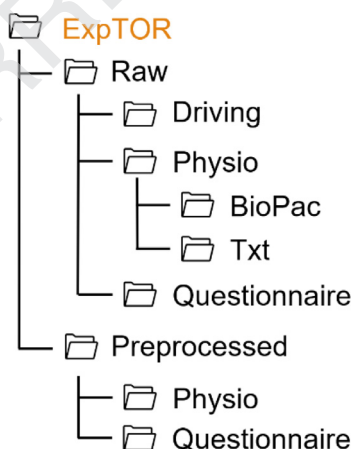 ExpTOR
Raw
Driving
Physio
BioPac
Txt
Questionnaire
Preprocessed
Physio
Questionnaire